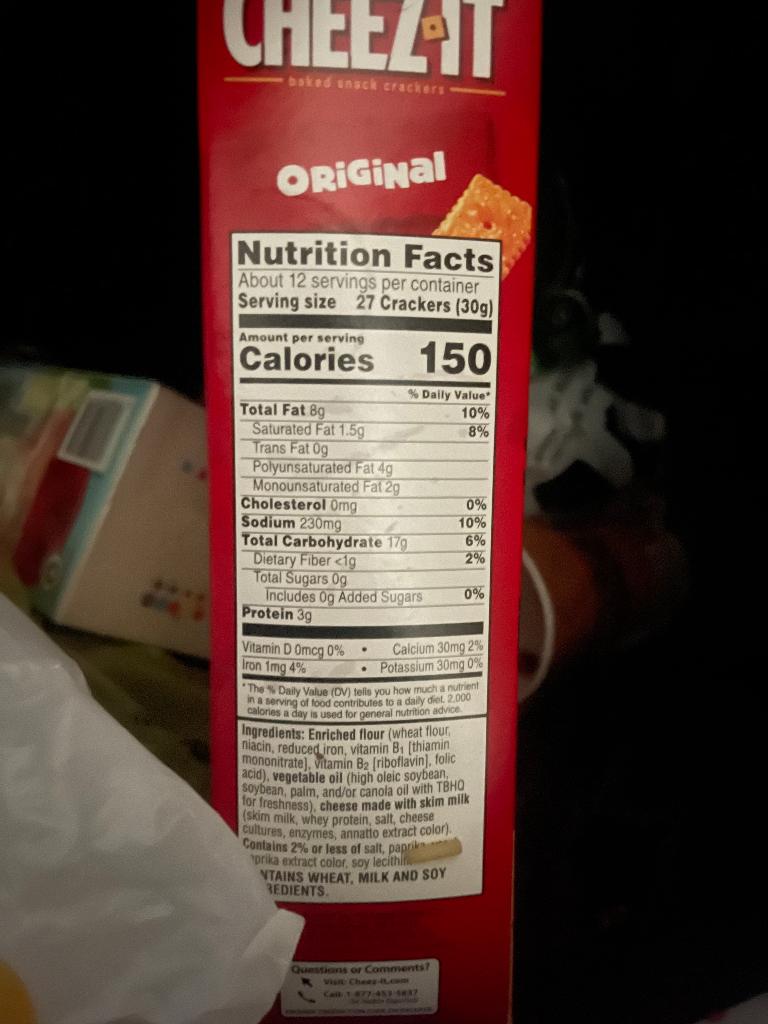 CHEEZ-IT
baked snack crackers
ORiGiNal
Nutrition Facts
About 12 servings per container
Serving size 27 Crackers (30g)
Amount per serving
Calories 150
% Daily Value*
Total Fat 8g 10%
Saturated Fat 1.5g 8%
Trans Fat 0g
Polyunsaturated Fat 4g
Monounsaturated Fat 2g
Cholesterol 0mg 0%
Sodium 230mg 10%
Total Carbohydrate 17g 6%
Dietary Fiber <1g 2%
Total Sugars 0g
Includes 0g Added Sugars 0%
Protein 3g
Vitamin D 0mcg 0% • Calcium 30mg 2%
Iron 1mg 4% • Potassium 30mg 0%
*The % Daily Value (DV) tells you how much a nutrient
in a serving of food contributes to a daily diet. 2,000
calories a day is used for general nutrition advice.
Ingredients: Enriched flour (wheat flour,
niacin, reduced iron, vitamin B1 [thiamin
mononitrate], vitamin B2 [riboflavin], folic
acid), vegetable oil (high oleic soybean,
soybean, palm, and/or canola oil with TBHQ
for freshness), cheese made with skim milk
(skim milk, whey protein, salt, cheese
cultures, enzymes, annatto extract color).
Contains 2% or less of salt,
extract color, soy
WHEAT, MILK AND SOY
Questions or Comments?
Visit: Cheez-It.com
Call: 1-877-453-5837